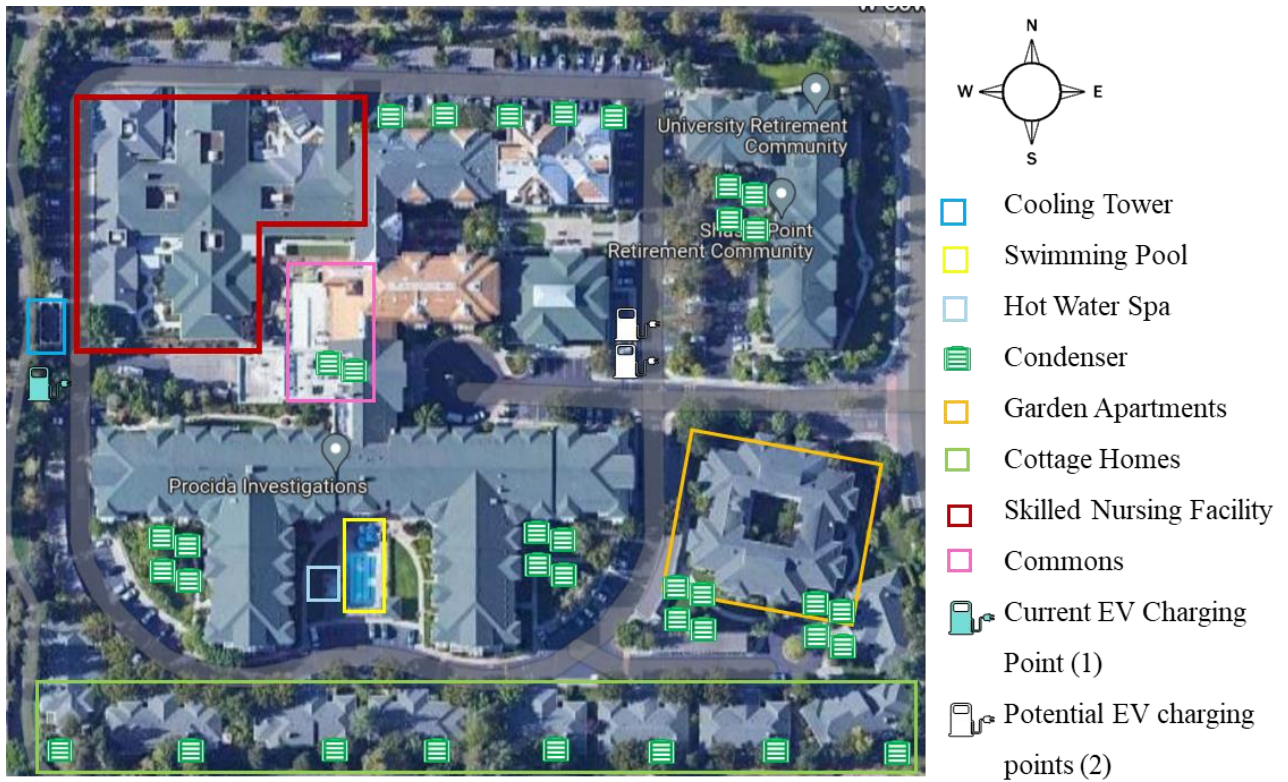 University Retirement
Community
Point
Retirement Community
Procida Investigations
N
W
E
S
Cooling Tower
Swimming Pool
Hot Water Spa
Condenser
Garden Apartments
Cottage Homes
Skilled Nursing Facility
Commons
Current EV Charging
Point (1)
Potential EV charging
points (2)